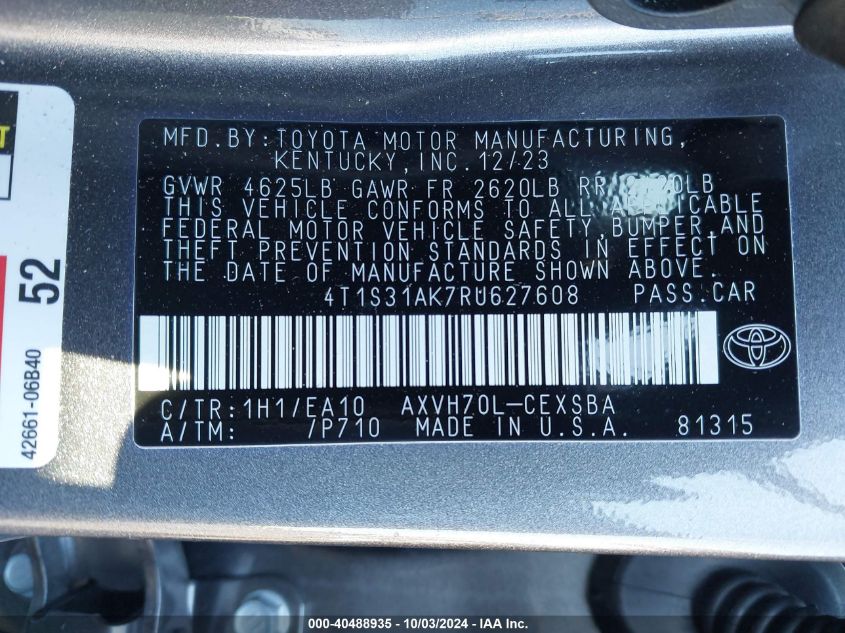 MFD.BY:TOYOTA MOTOR MANUFACTURING,
KENTUCKY,INC.12/23
GVWR 4625LB GAWR FR 2620LB RR
THIS VEHICLE CONFORMS TO ALL APPLICABLE
FEDERAL MOTOR VEHICLE SAFETY,BUMPER,AND
THEFT PREVENTION STANDARDS IN EFFECT ON
THE DATE OF MANUFACTURE SHOWN ABOVE.
4T1S31AK7RU627608 PASS.CAR
C/TR:1H1/EA10 AXVH70L-CEXSBA
A/TM: /P710 MADE IN U.S.A. 81315
52
42661-06B40
000-40488935 - 10/03/2024 - IAA Inc.